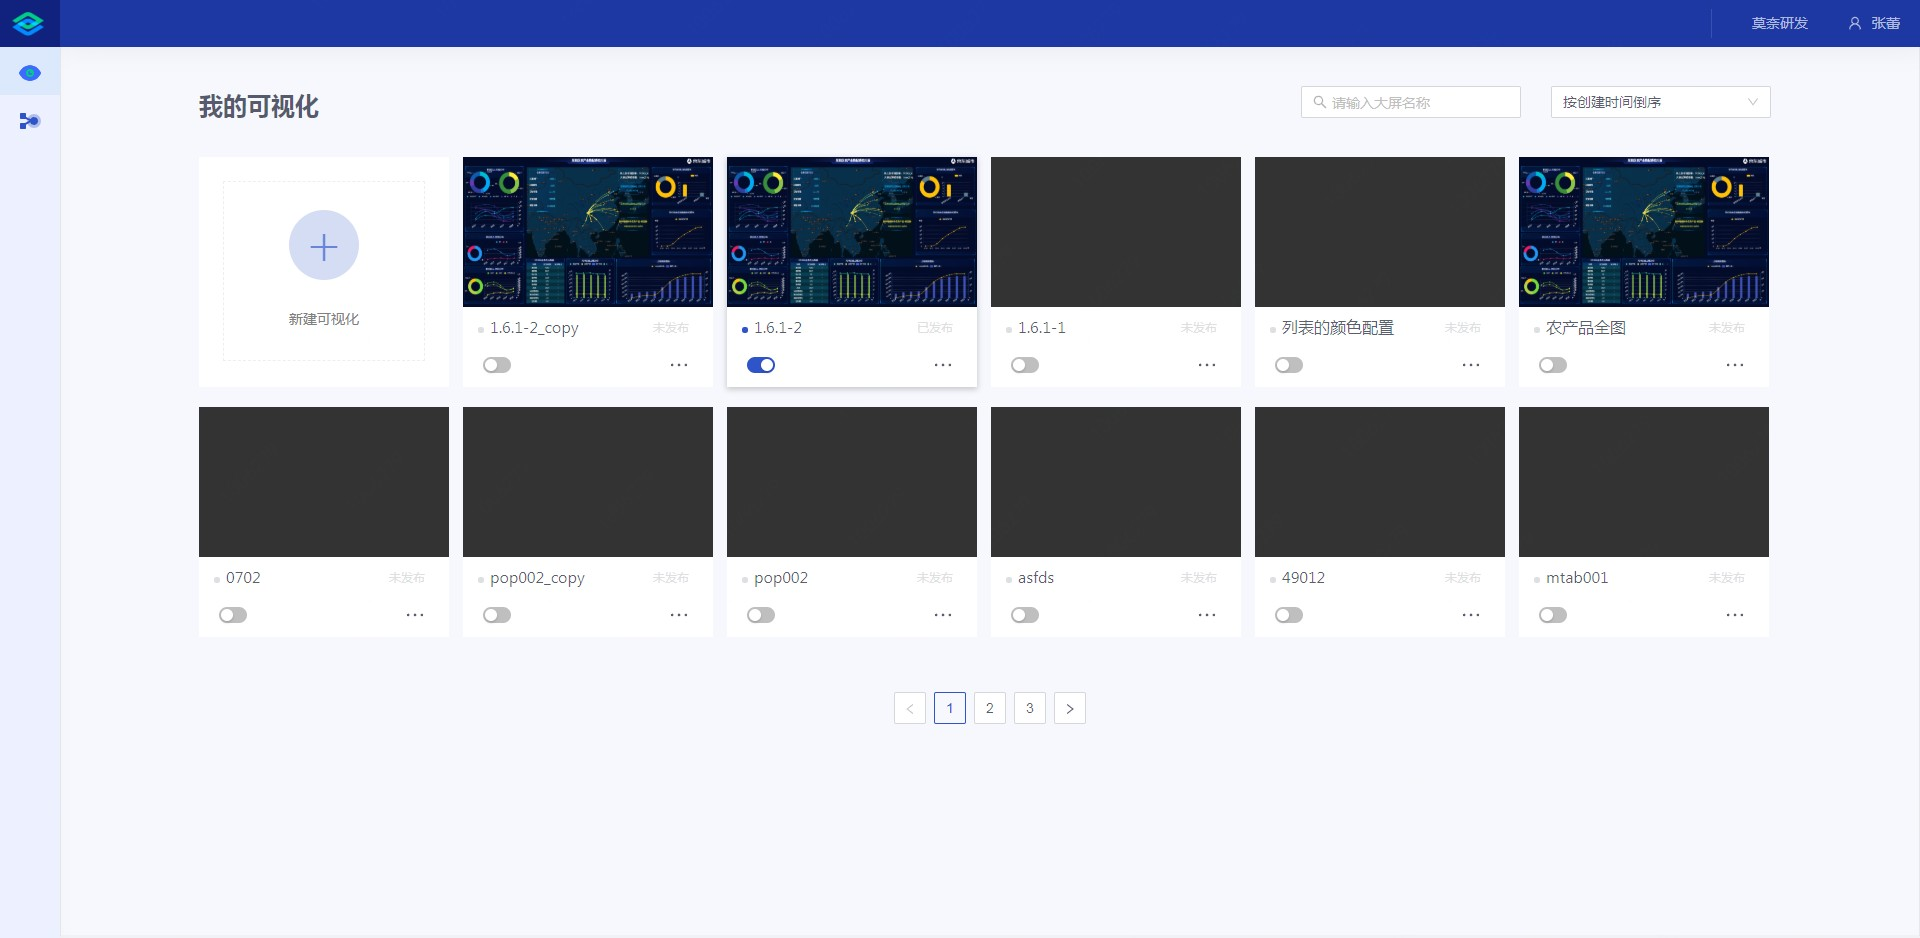 莫奈研发
张蕾
我的可视化
请输入大屏名称
按创建时间倒序
新建可视化
1.6.1-2_copy
未发布
1.6.1-2
已发布
1.6.1-1
未发布
列表的颜色配置
未发布
农产品全图
未发布
0702
未发布
pop002_copy
未发布
pop002
未发布
asfds
未发布
49012
未发布
mtab001
未发布
1
2
3